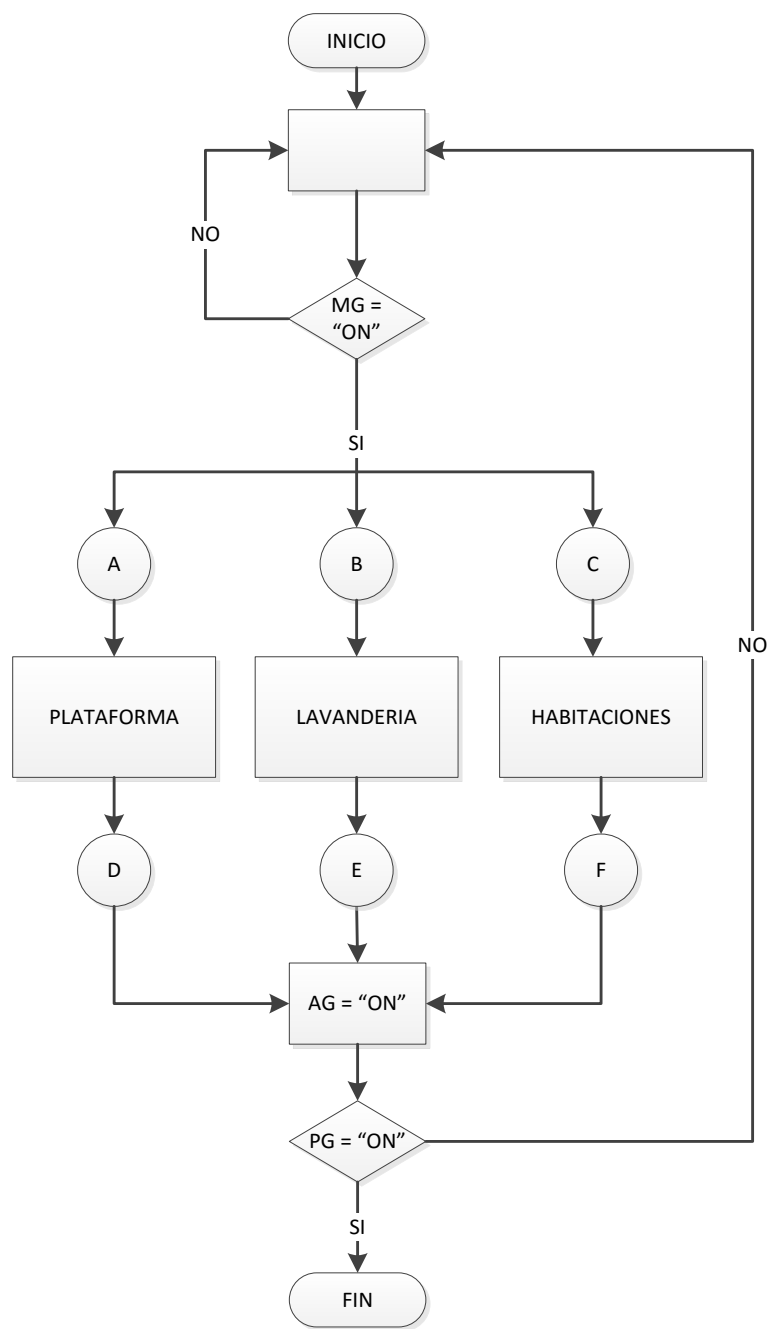 INICIO
NO
MG =
“ON”
SI
A
B
C
NO
PLATAFORMA
LAVANDERIA
HABITACIONES
D
E
F
AG = “ON”
PG = “ON”
SI
FIN